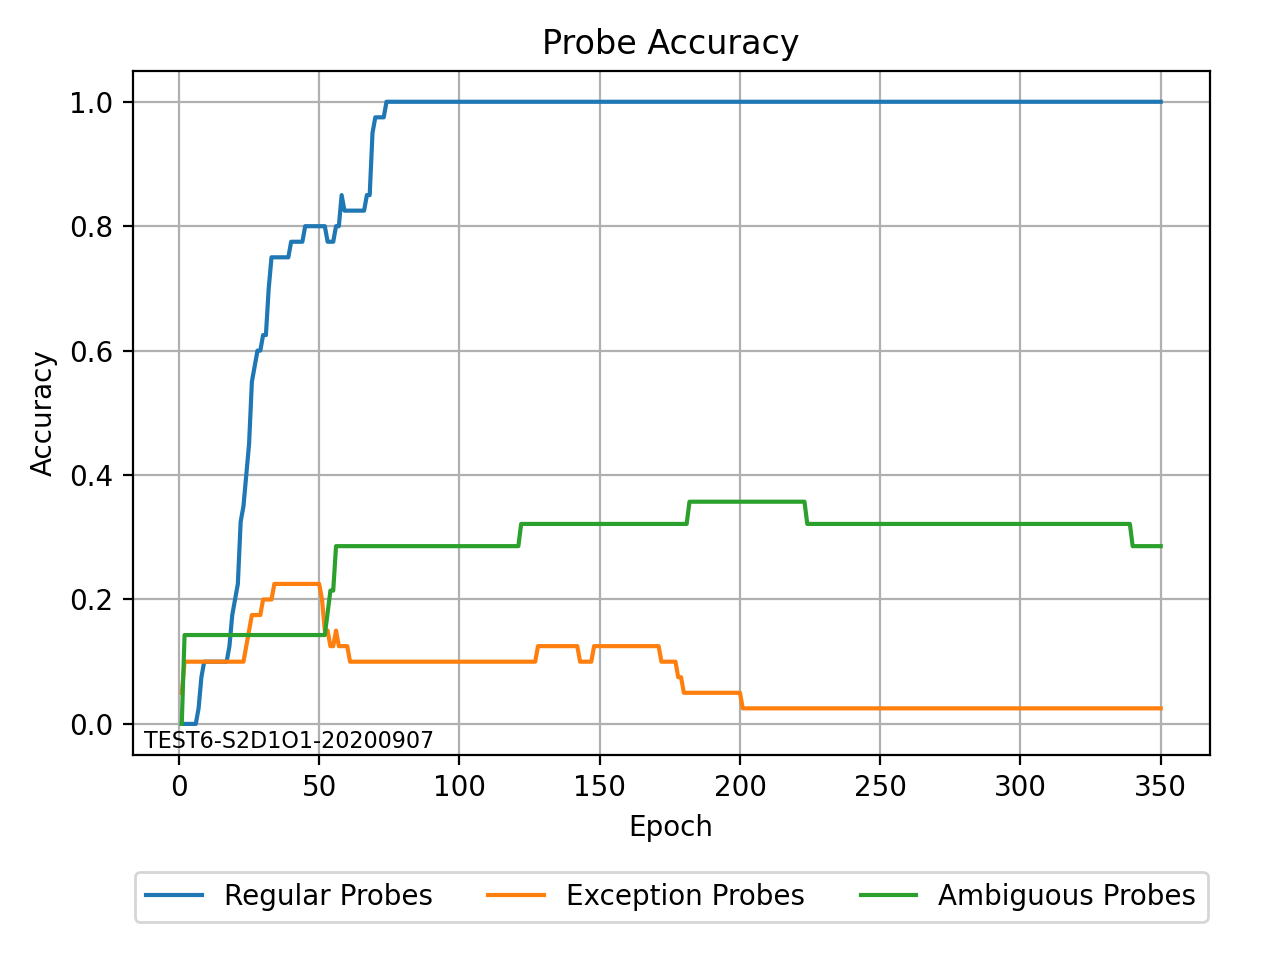 Probe Accuracy
1.0
0.8
0.6
0.4
0.2
0.0
Accuracy
TEST6-S2D1O1-20200907
0 50 100 150 200 250 300 350
Epoch
Regular Probes Exception Probes Ambiguous Probes